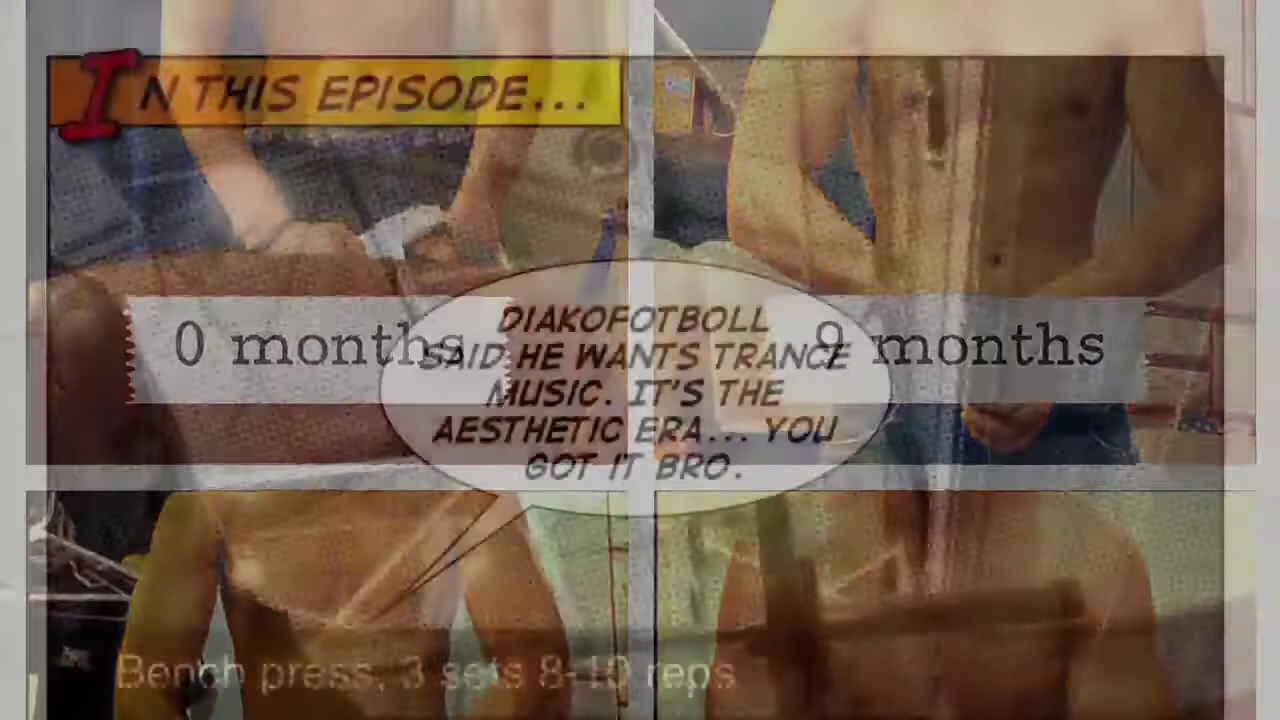 IN THIS EPISODE...
0 months
9 months
DIAKOFOTBOLL
SAID HE WANTS TRANCE
MUSIC. IT'S THE
AESTHETIC ERA... YOU
GOT IT BRO.
Bench press, 3 sets 8-10 reps